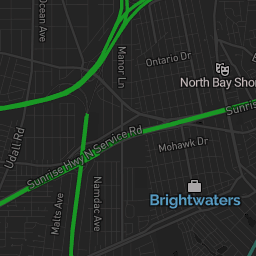 Ocean Ave
Manor Ln
Ontario Dr
North Bay Sho
Sunris
Udall Rd
Sunrise Hwy N Service Rd
Mohawk Dr
Malts Ave
Namdac Ave
Brightwaters